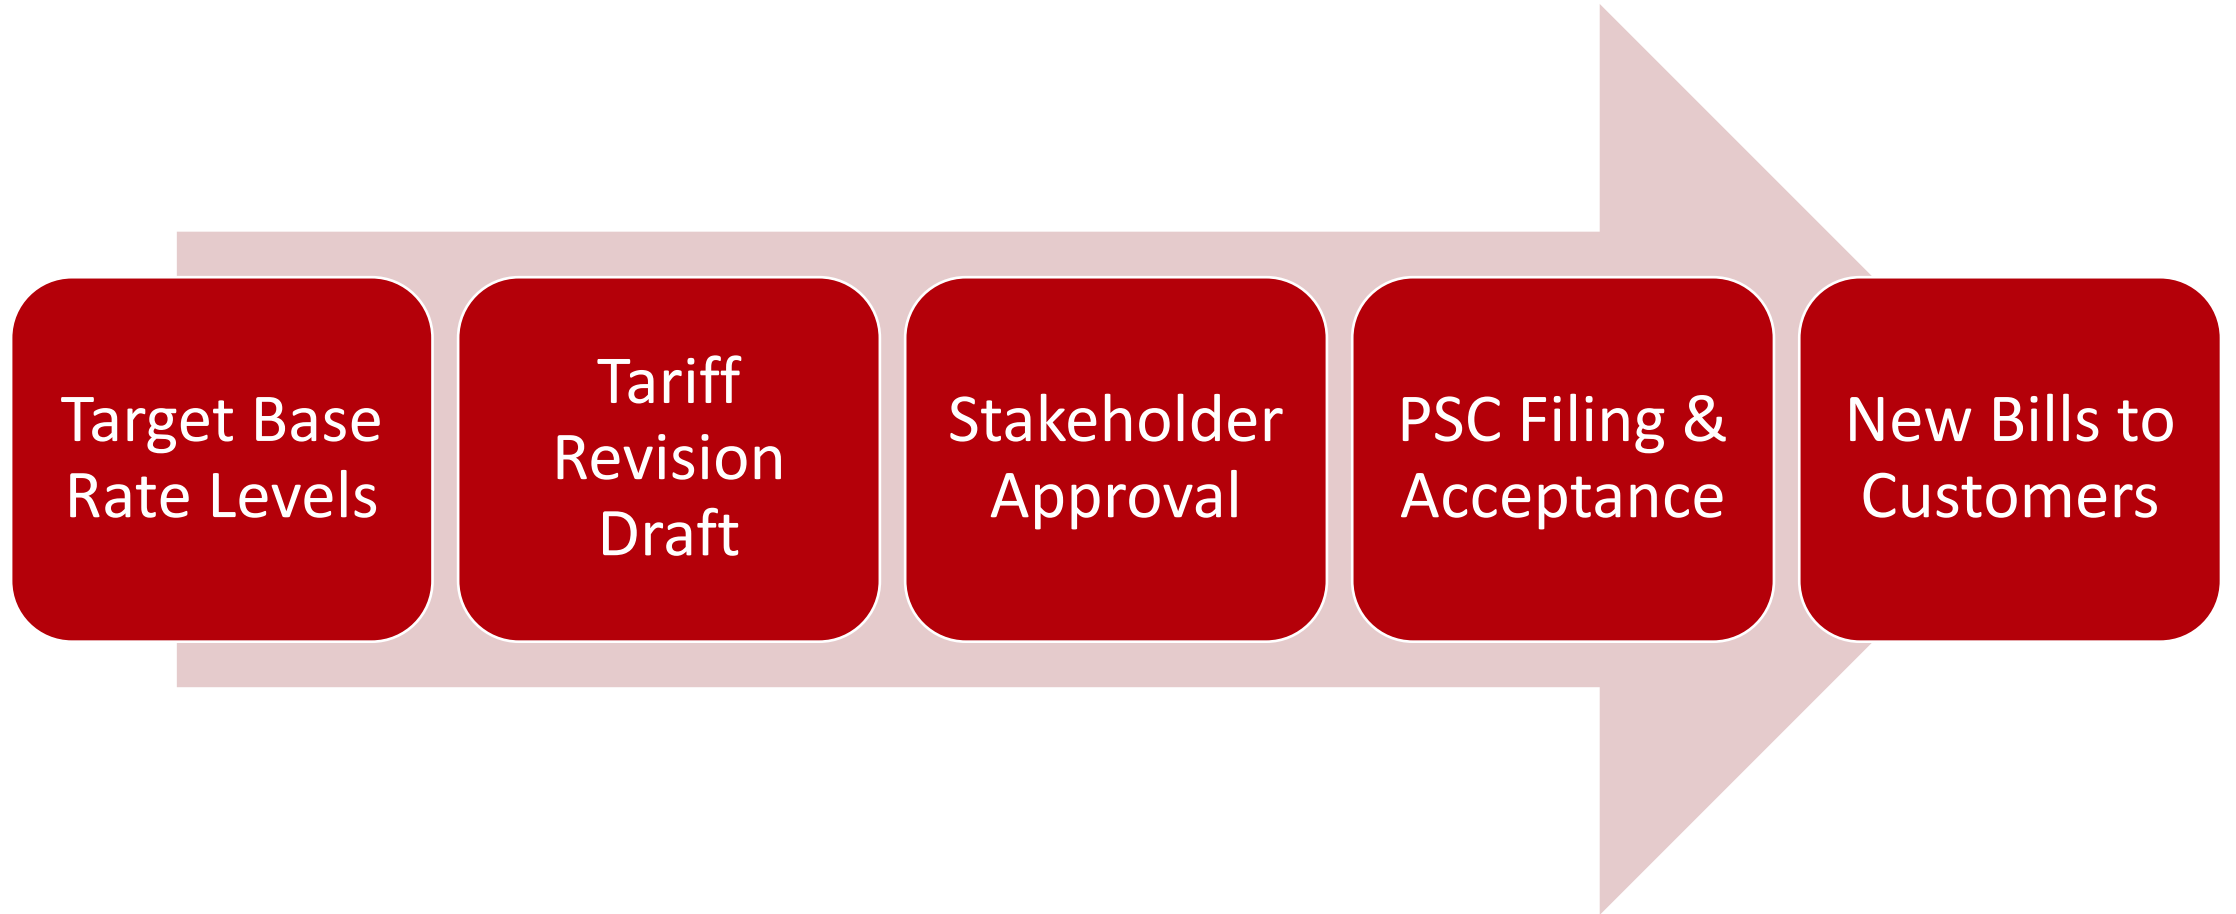 Target Base
Rate Levels
Tariff
Revision
Draft
Stakeholder
Approval
PSC Filing &
Acceptance
New Bills to
Customers